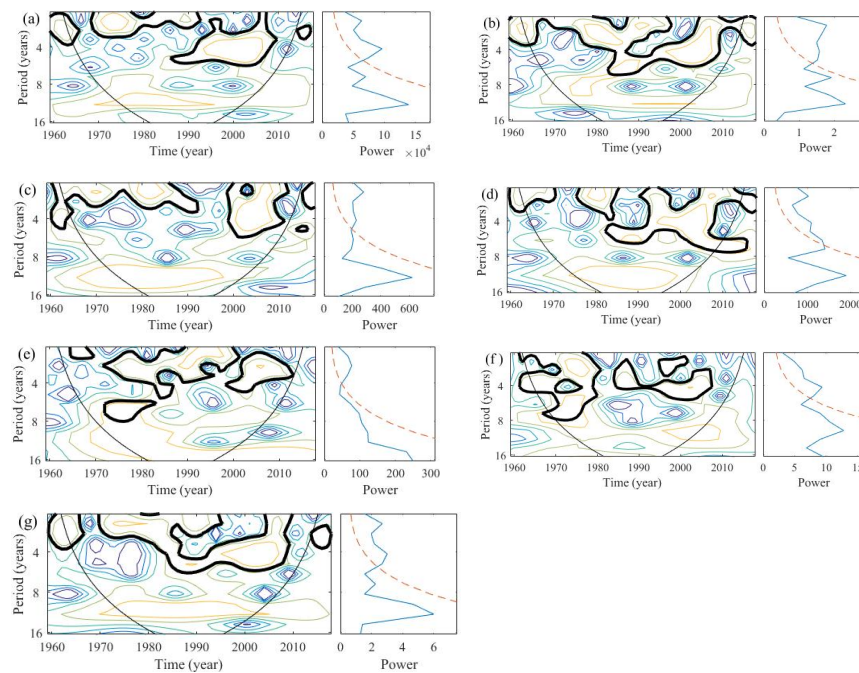 (a)
Period (years)
4
8
16
1960 1970 1980 1990 2000 2010
Time (year)
0 5 10 15
Power ×10⁴
(b)
Period (years)
4
8
16
1960 1970 1980 1990 2000 2010
Time (year)
0 1 2
Power
(c)
Period (years)
4
8
16
1960 1970 1980 1990 2000 2010
Time (year)
0 200 400 600
Power
(d)
Period (years)
4
8
16
1960 1970 1980 1990 2000 2010
Time (year)
0 1000 2000
Power
(e)
Period (years)
4
8
16
1960 1970 1980 1990 2000 2010
Time (year)
0 100 200 300
Power
(f)
Period (years)
4
8
16
1960 1970 1980 1990 2000 2010
Time (year)
0 5 10 15
Power
(g)
Period (years)
4
8
16
1960 1970 1980 1990 2000 2010
Time (year)
0 2 4 6
Power